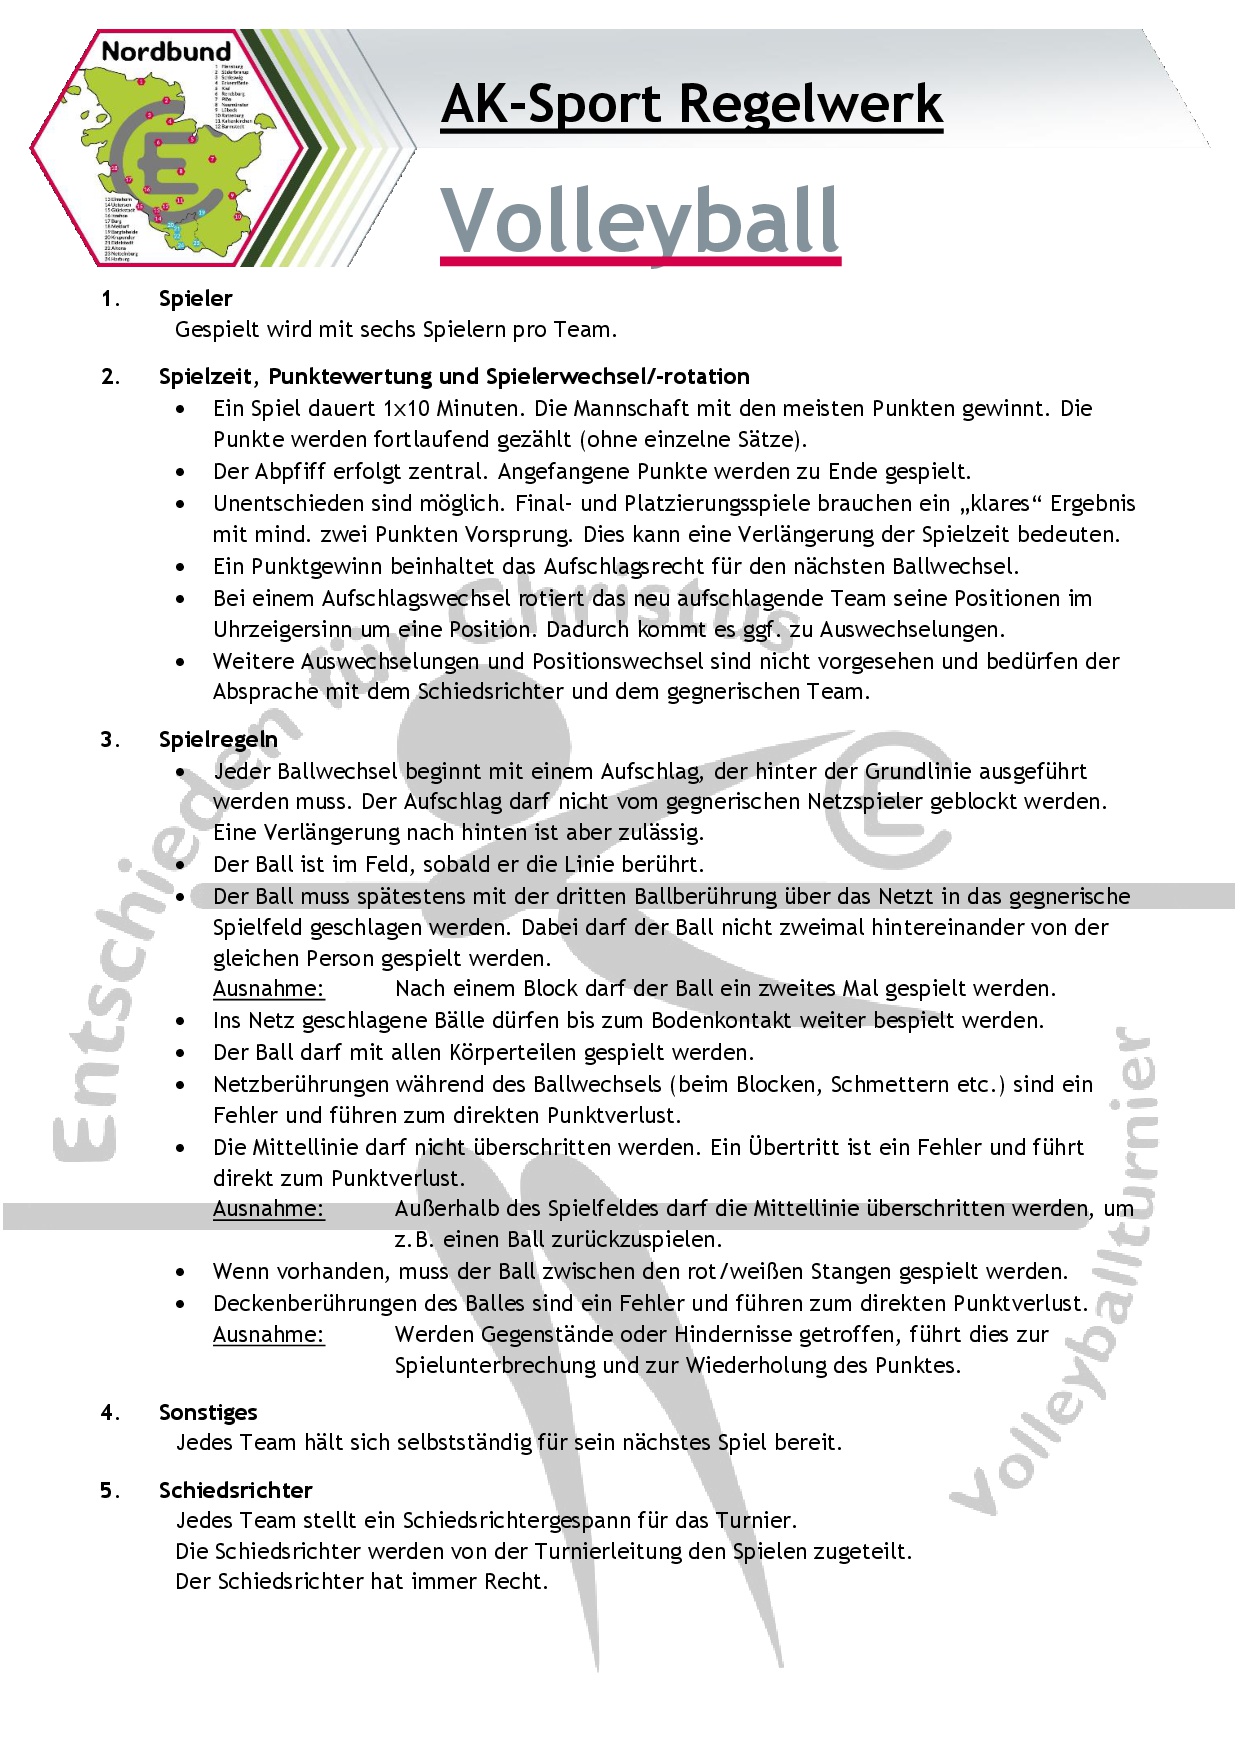 Nordbund
AK-Sport Regelwerk
Volleyball
1. Spieler
Gespielt wird mit sechs Spielern pro Team.
2. Spielzeit, Punktewertung und Spielerwechsel/-rotation
• Ein Spiel dauert 1x10 Minuten. Die Mannschaft mit den meisten Punkten gewinnt. Die
Punkte werden fortlaufend gezählt (ohne einzelne Sätze).
• Der Abpfiff erfolgt zentral. Angefangene Punkte werden zu Ende gespielt.
• Unentschieden sind möglich. Final- und Platzierungsspiele brauchen ein „klares“ Ergebnis
mit mind. zwei Punkten Vorsprung. Dies kann eine Verlängerung der Spielzeit bedeuten.
• Ein Punktgewinn beinhaltet das Aufschlagsrecht für den nächsten Ballwechsel.
• Bei einem Aufschlagswechsel rotiert das neu aufschlagende Team seine Positionen im
Uhrzeigersinn um eine Position. Dadurch kommt es ggf. zu Auswechselungen.
• Weitere Auswechselungen und Positionswechsel sind nicht vorgesehen und bedürfen der
Absprache mit dem Schiedsrichter und dem gegnerischen Team.
3. Spielregeln
• Jeder Ballwechsel beginnt mit einem Aufschlag, der hinter der Grundlinie ausgeführt
werden muss. Der Aufschlag darf nicht vom gegnerischen Netzspieler geblockt werden.
Eine Verlängerung nach hinten ist aber zulässig.
• Der Ball ist im Feld, sobald er die Linie berührt.
• Der Ball muss spätestens mit der dritten Ballberührung über das Netzt in das gegnerische
Spielfeld geschlagen werden. Dabei darf der Ball nicht zweimal hintereinander von der
gleichen Person gespielt werden.
Ausnahme: Nach einem Block darf der Ball ein zweites Mal gespielt werden.
• Ins Netz geschlagene Bälle dürfen bis zum Bodenkontakt weiter bespielt werden.
• Der Ball darf mit allen Körperteilen gespielt werden.
• Netzberührungen während des Ballwechsels (beim Blocken, Schmettern etc.) sind ein
Fehler und führen zum direkten Punktverlust.
• Die Mittellinie darf nicht überschritten werden. Ein Übertritt ist ein Fehler und führt
direkt zum Punktverlust.
Ausnahme: Außerhalb des Spielfeldes darf die Mittellinie überschritten werden, um
z.B. einen Ball zurückzuspielen.
• Wenn vorhanden, muss der Ball zwischen den rot/weißen Stangen gespielt werden.
• Deckenberührungen des Balles sind ein Fehler und führen zum direkten Punktverlust.
Ausnahme: Werden Gegenstände oder Hindernisse getroffen, führt dies zur
Spielunterbrechung und zur Wiederholung des Punktes.
4. Sonstiges
Jedes Team hält sich selbstständig für sein nächstes Spiel bereit.
5. Schiedsrichter
Jedes Team stellt ein Schiedsrichtergespann für das Turnier.
Die Schiedsrichter werden von der Turnierleitung den Spielen zugeteilt.
Der Schiedsrichter hat immer Recht.
Entschieden für Christus
Volleyballturnier